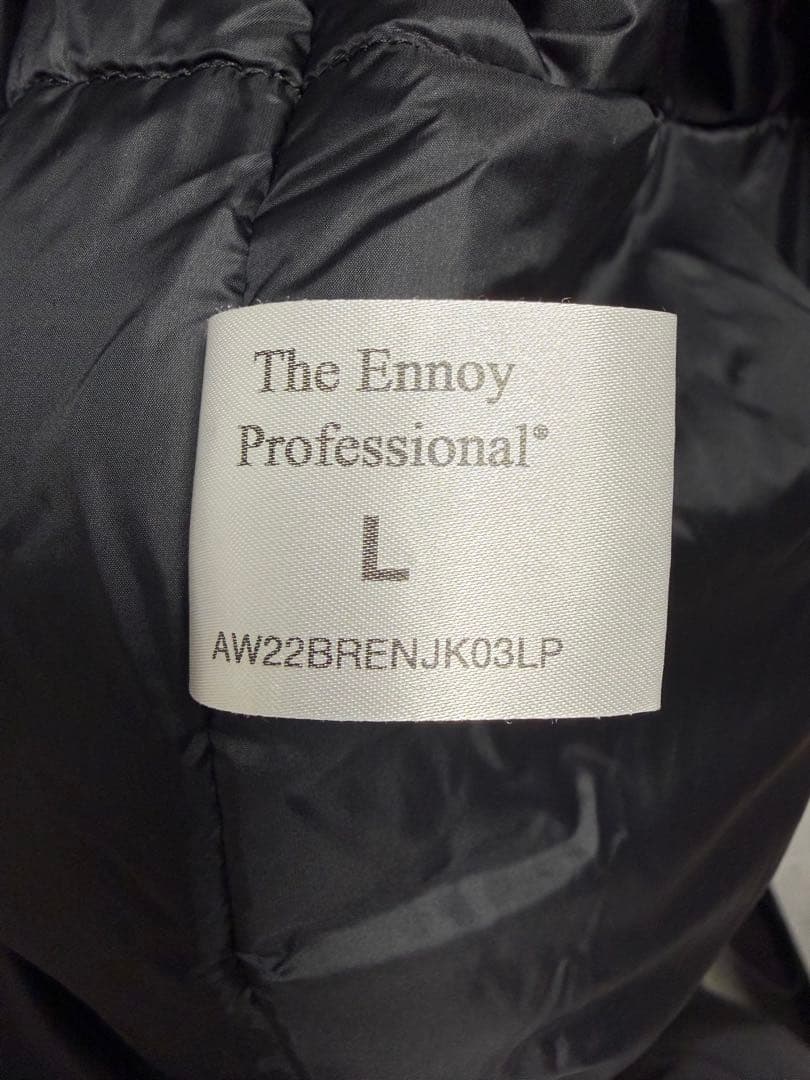 The Ennoy
Professional®
L
AW22BRENJK03LP